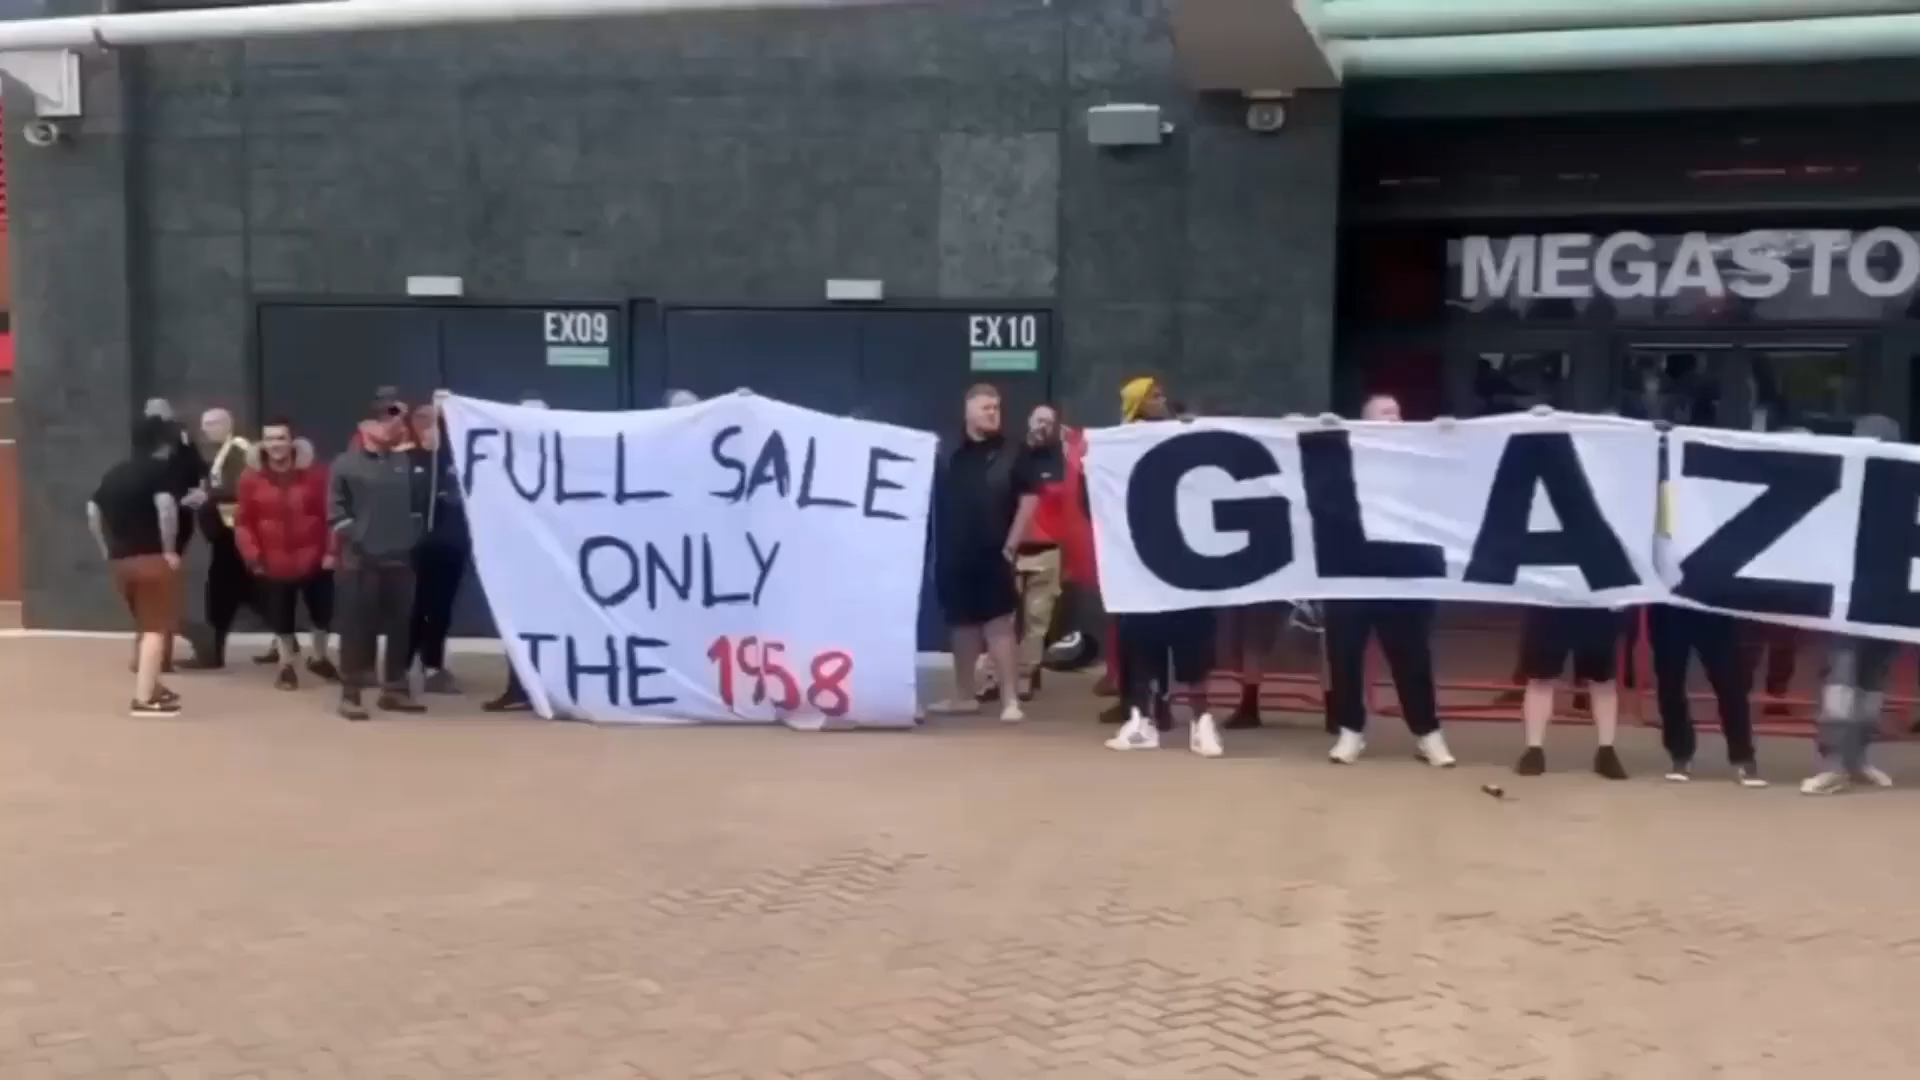 MEGASTO
EX09
EX10
FULL SALE
ONLY
THE 1958
GLAZE